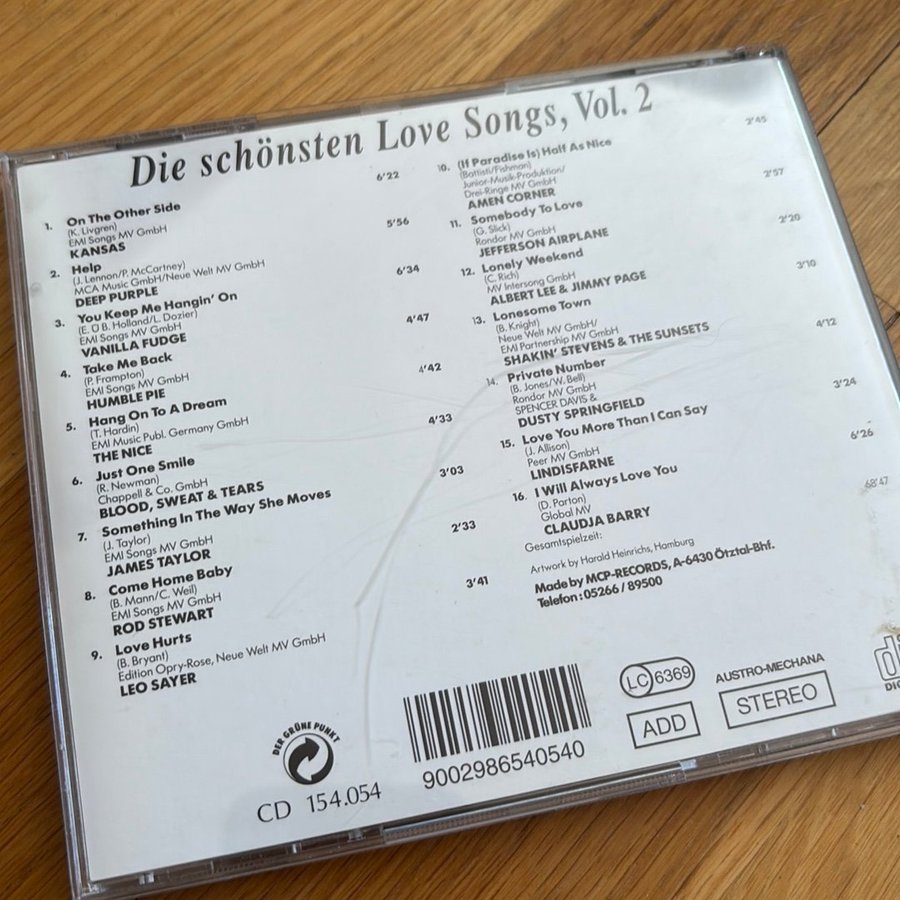 Die schönsten Love Songs, Vol. 2
1. On The Other Side 6'22
(K. Livgren)
EMI Songs MV GmbH
KANSAS
2. Help 5'56
(J. Lennon/P. McCartney)
MCA Music GmbH/Neue Welt MV GmbH
DEEP PURPLE
3. You Keep Me Hangin' On 6'34
(E. O B. Holland/L. Dozier)
EMI Songs MV GmbH
VANILLA FUDGE
4. Take Me Back 4'47
(P. Frampton)
EMI Songs MV GmbH
HUMBLE PIE
5. Hang On To A Dream 4'42
(T. Hardin)
EMI Music Publ. Germany GmbH
THE NICE
6. Just One Smile 4'33
(R. Newman)
Chappell & Co. GmbH
BLOOD, SWEAT & TEARS
7. Something In The Way She Moves 3'03
(J. Taylor)
EMI Songs MV GmbH
JAMES TAYLOR
8. Come Home Baby 2'33
(B. Mann/C. Weil)
EMI Songs MV GmbH
ROD STEWART
9. Love Hurts 3'41
(B. Bryant)
Edition Opry-Rose, Neue Welt MV GmbH
LEO SAYER
10. (If Paradise Is) Half As Nice 2'45
(Battisti/Fishman)
Junior-Musik-Produktion/
Drei-Ringe MV GmbH
AMEN CORNER
11. Somebody To Love 2'57
(G. Slick)
Rondor MV GmbH
JEFFERSON AIRPLANE
12. Lonely Weekend 2'20
(C. Rich)
MV Intersong GmbH
ALBERT LEE & JIMMY PAGE
13. Lonesome Town 3'10
(B. Knight)
Neue Welt MV GmbH/
EMI Partnership MV GmbH
SHAKIN' STEVENS & THE SUNSETS
14. Private Number 4'12
(B. Jones/W. Bell)
Rondor MV GmbH
SPENCER DAVIS &
DUSTY SPRINGFIELD
15. Love You More Than I Can Say 3'24
(J. Allison)
Peer MV GmbH
LINDISFARNE
16. I Will Always Love You 6'26
(D. Parton)
Global MV
CLAUDJA BARRY
Gesamtspielzeit: 68'47
Artwork by Harald Heinrichs, Hamburg
Made by MCP-RECORDS, A-6430 Ötztal-Bhf.
Telefon: 05266 / 89500
DER GRÜNE PUNKT
CD 154.054
9002986540540
LC 6369
ADD
AUSTRO-MECHANA
STEREO